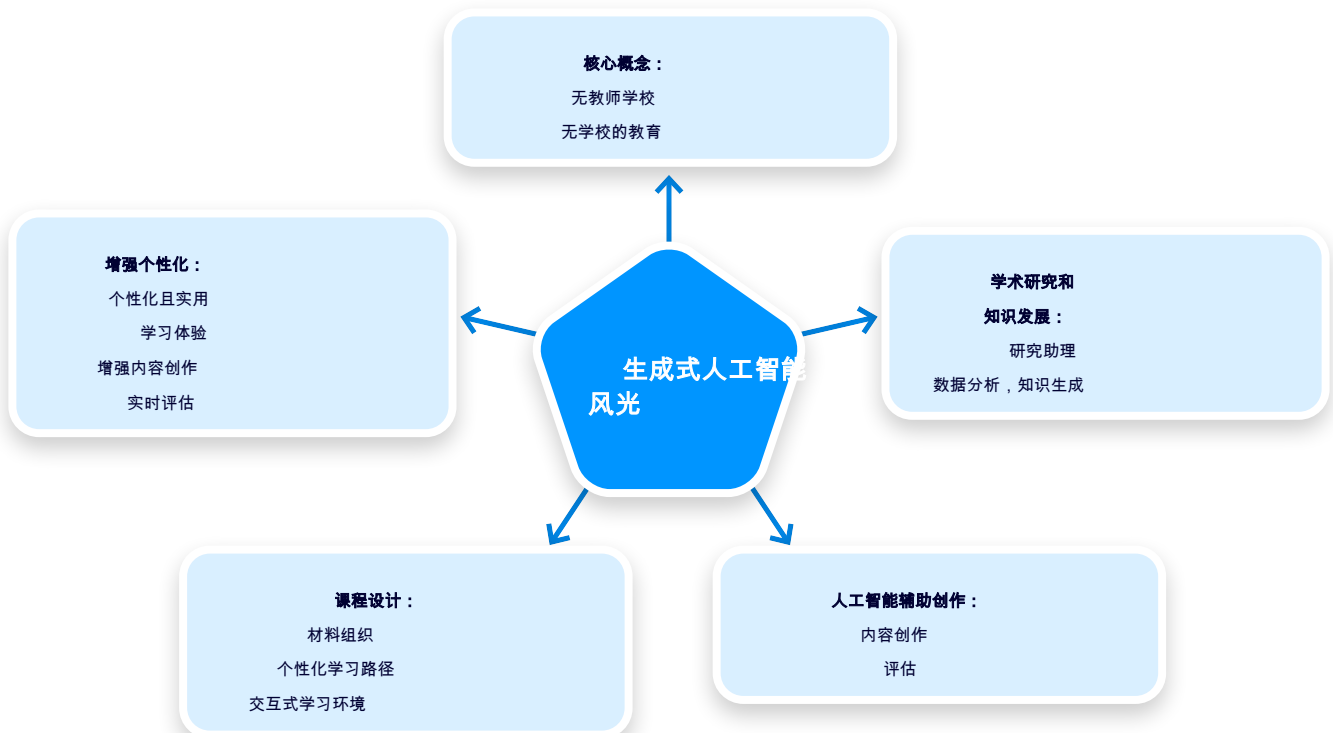 核心概念：
无教师学校
无学校的教育
增强个性化：
个性化且实用
学习体验
增强内容创作
实时评估
学术研究和
知识发展：
研究助理
数据分析，知识生成
生成式人工智能
风光
课程设计：
材料组织
个性化学习路径
交互式学习环境
人工智能辅助创作：
内容创作
评估